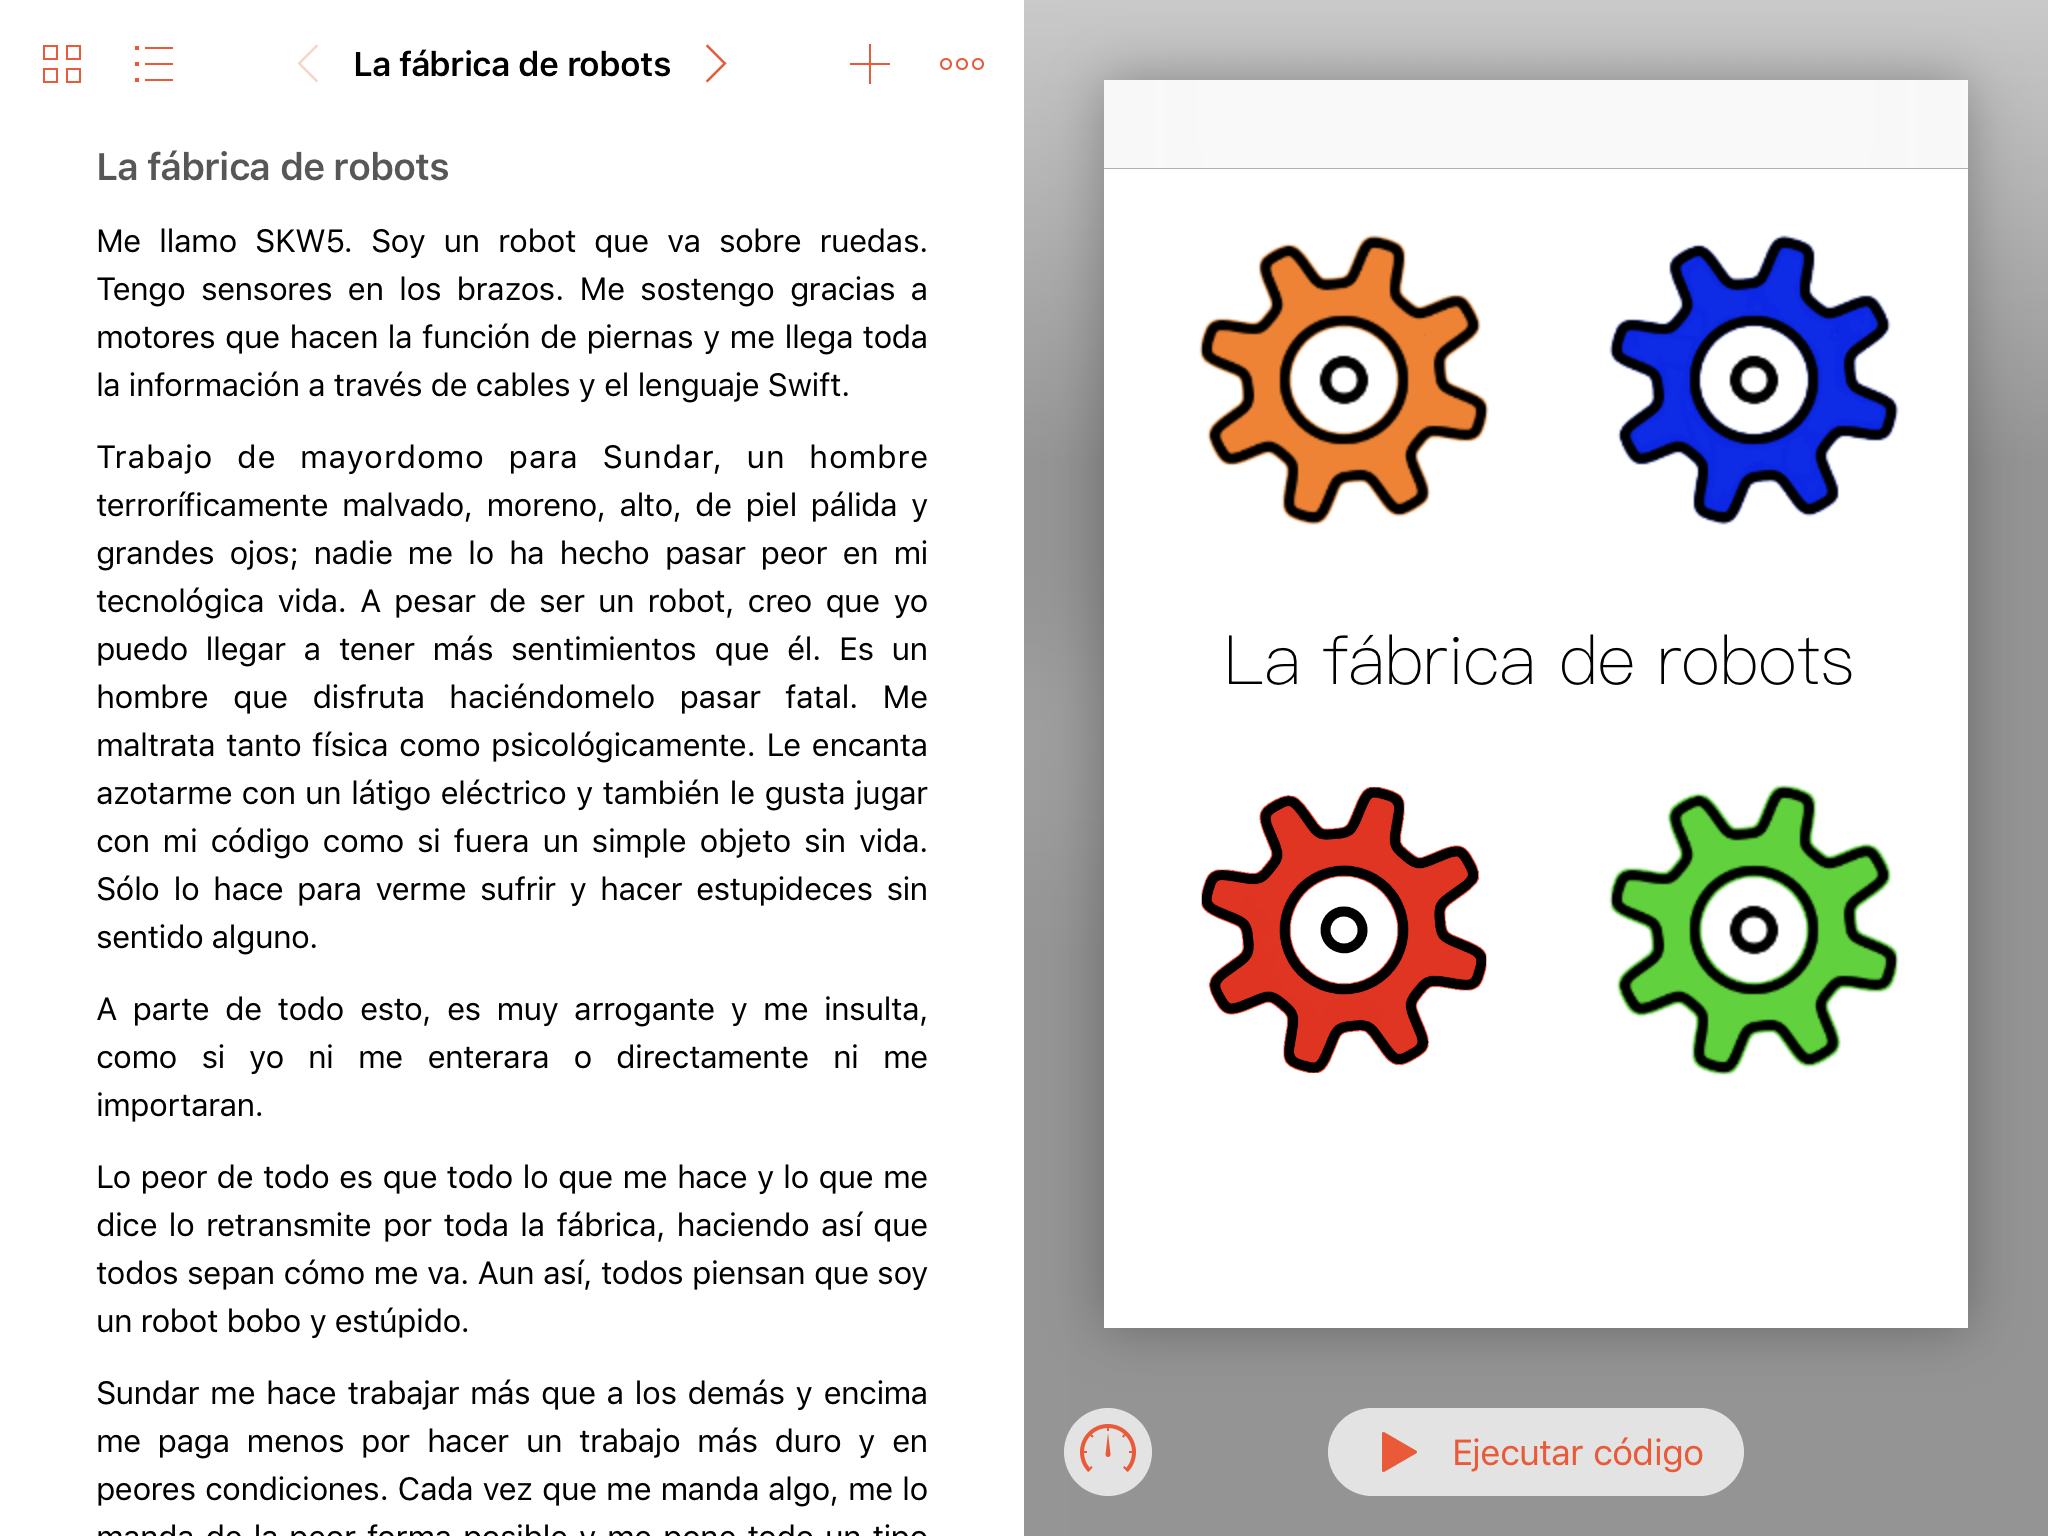 La fábrica de robots
La fábrica de robots
Me llamo SKW5. Soy un robot que va sobre ruedas.
Tengo sensores en los brazos. Me sostengo gracias a
motores que hacen la función de piernas y me llega toda
la información a través de cables y el lenguaje Swift.
Trabajo de mayordomo para Sundar, un hombre
terroríficamente malvado, moreno, alto, de piel pálida y
grandes ojos; nadie me lo ha hecho pasar peor en mi
tecnológica vida. A pesar de ser un robot, creo que yo
puedo llegar a tener más sentimientos que él. Es un
hombre que disfruta haciéndomelo pasar fatal. Me
maltrata tanto física como psicológicamente. Le encanta
azotarme con un látigo eléctrico y también le gusta jugar
con mi código como si fuera un simple objeto sin vida.
Sólo lo hace para verme sufrir y hacer estupideces sin
sentido alguno.
A parte de todo esto, es muy arrogante y me insulta,
como si yo ni me enterara o directamente ni me
importaran.
Lo peor de todo es que todo lo que me hace y lo que me
dice lo retransmite por toda la fábrica, haciendo así que
todos sepan cómo me va. Aun así, todos piensan que soy
un robot bobo y estúpido.
Sundar me hace trabajar más que a los demás y encima
me paga menos por hacer un trabajo más duro y en
peores condiciones. Cada vez que me manda algo, me lo
manda de la peor forma posible y me pone todo un tipo
La fábrica de robots
Ejecutar código